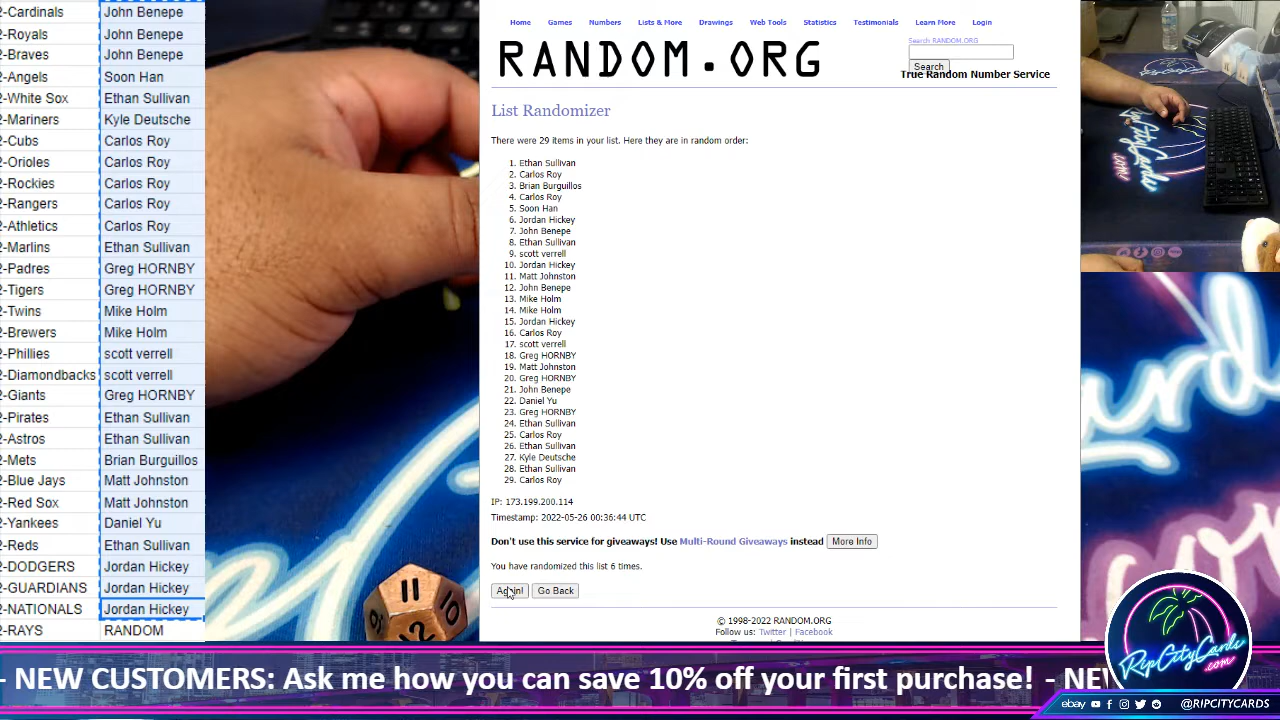 -Cardinals John Benepe
-Royals John Benepe
-Braves John Benepe
-Angels Soon Han
-White Sox Ethan Sullivan
-Mariners Kyle Deutsche
-Cubs Carlos Roy
-Orioles Carlos Roy
-Rockies Carlos Roy
-Rangers Carlos Roy
-Athletics Carlos Roy
-Marlins Ethan Sullivan
-Padres Greg HORNBY
-Tigers Greg HORNBY
-Twins Mike Holm
-Brewers Mike Holm
-Phillies scott verrell
-Diamondbacks scott verrell
-Giants Greg HORNBY
-Pirates Ethan Sullivan
-Astros Ethan Sullivan
-Mets Brian Burguillos
-Blue Jays Matt Johnston
-Red Sox Matt Johnston
-Yankees Daniel Yu
-Reds Ethan Sullivan
-DODGERS Jordan Hickey
-GUARDIANS Jordan Hickey
-NATIONALS Jordan Hickey
-RAYS RANDOM
Home Games Numbers Lists & More Drawings Web Tools Statistics Testimonials Learn More Login
RANDOM.ORG
Search RANDOM.ORG
Search
True Random Number Service
List Randomizer
There were 29 items in your list. Here they are in random order:
1. Ethan Sullivan
2. Carlos Roy
3. Brian Burguillos
4. Carlos Roy
5. Soon Han
6. Jordan Hickey
7. John Benepe
8. Ethan Sullivan
9. scott verrell
10. Jordan Hickey
11. Matt Johnston
12. John Benepe
13. Mike Holm
14. Mike Holm
15. Jordan Hickey
16. Carlos Roy
17. scott verrell
18. Greg HORNBY
19. Matt Johnston
20. Greg HORNBY
21. John Benepe
22. Daniel Yu
23. Greg HORNBY
24. Ethan Sullivan
25. Carlos Roy
26. Ethan Sullivan
27. Kyle Deutsche
28. Ethan Sullivan
29. Carlos Roy
IP: 173.199.200.114
Timestamp: 2022-05-26 00:36:44 UTC
Don't use this service for giveaways! Use Multi-Round Giveaways instead More Info
You have randomized this list 6 times.
Again! Go Back
© 1998-2022 RANDOM.ORG
Follow us: Twitter | Facebook
11
10
12
- NEW CUSTOMERS: Ask me how you can save 10% off your first purchase! - NE
RipCityCards
.com
ebay @RIPCITYCARDS